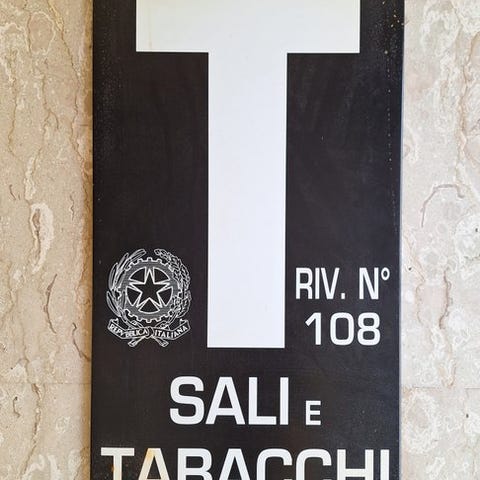 T
RIV. N°
108
REPUBBLICA ITALIANA
SALI E
TABACCHI